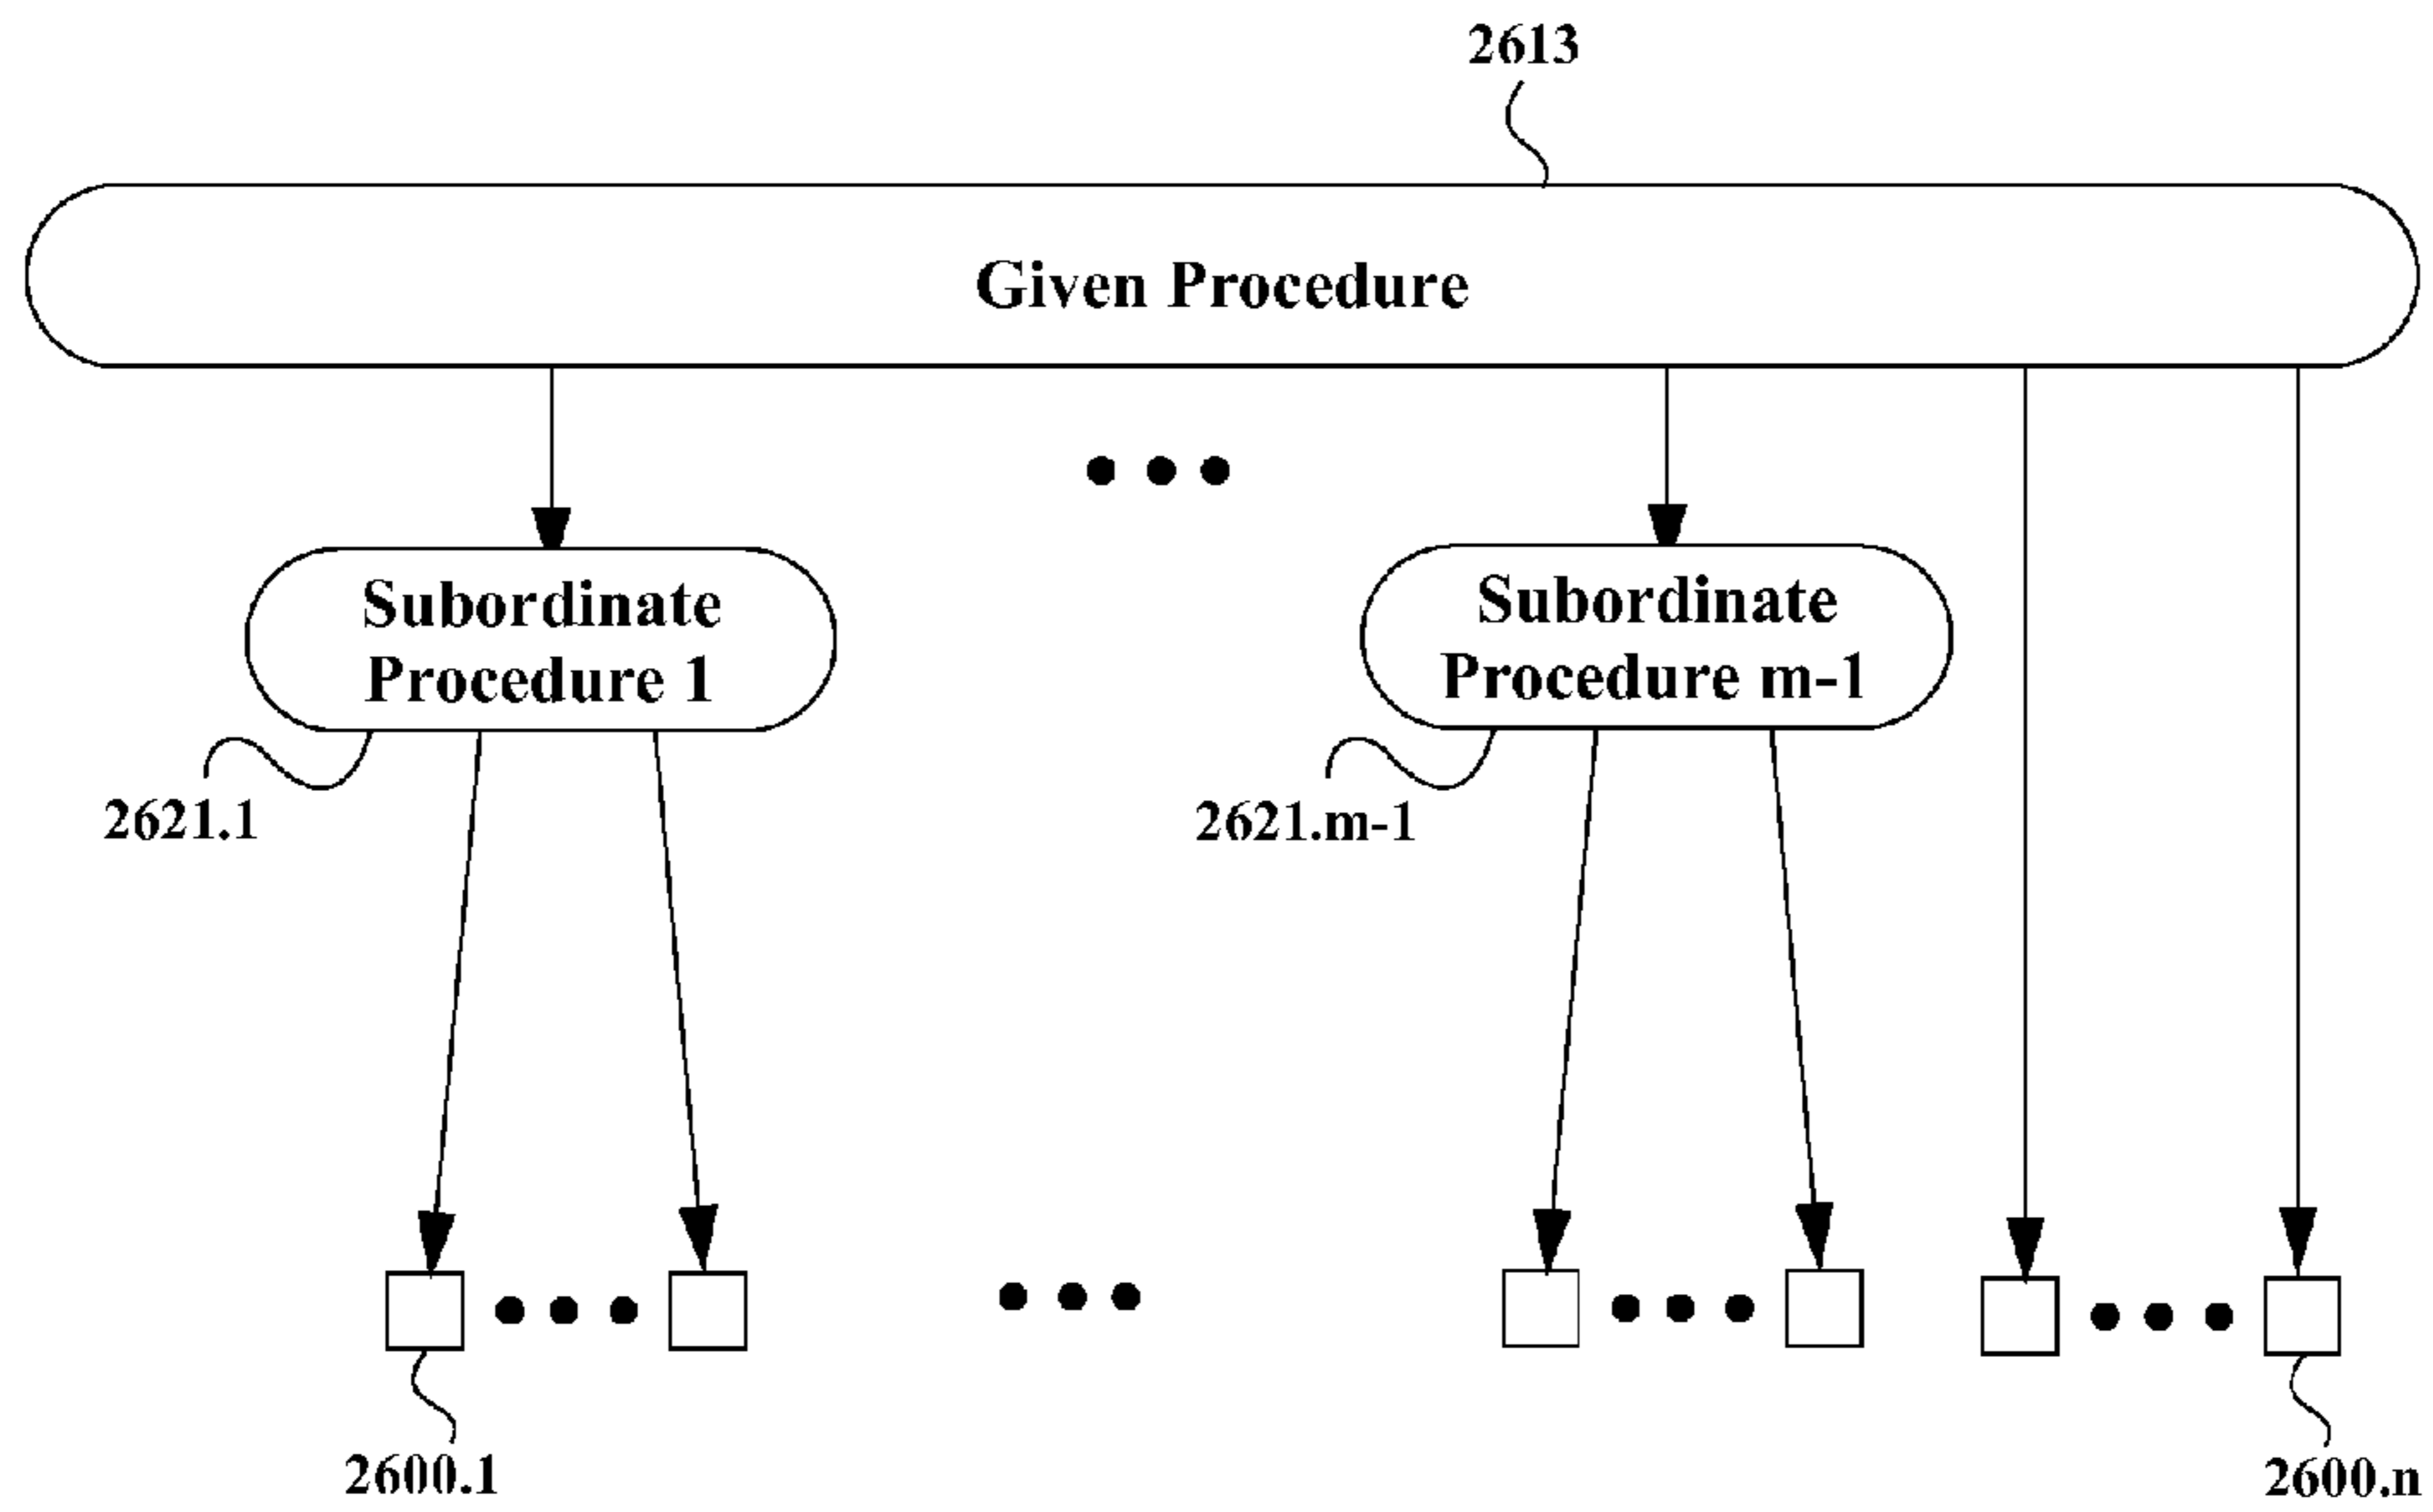 2613
Given Procedure
Subordinate
Procedure 1
Subordinate
Procedure m-1
2621.1
2621.m-1
2600.1
2600.n